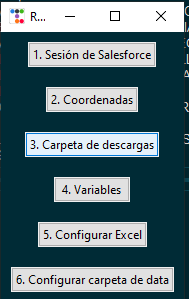 R...
1. Sesión de Salesforce
2. Coordenadas
3. Carpeta de descargas
4. Variables
5. Configurar Excel
6. Configurar carpeta de data